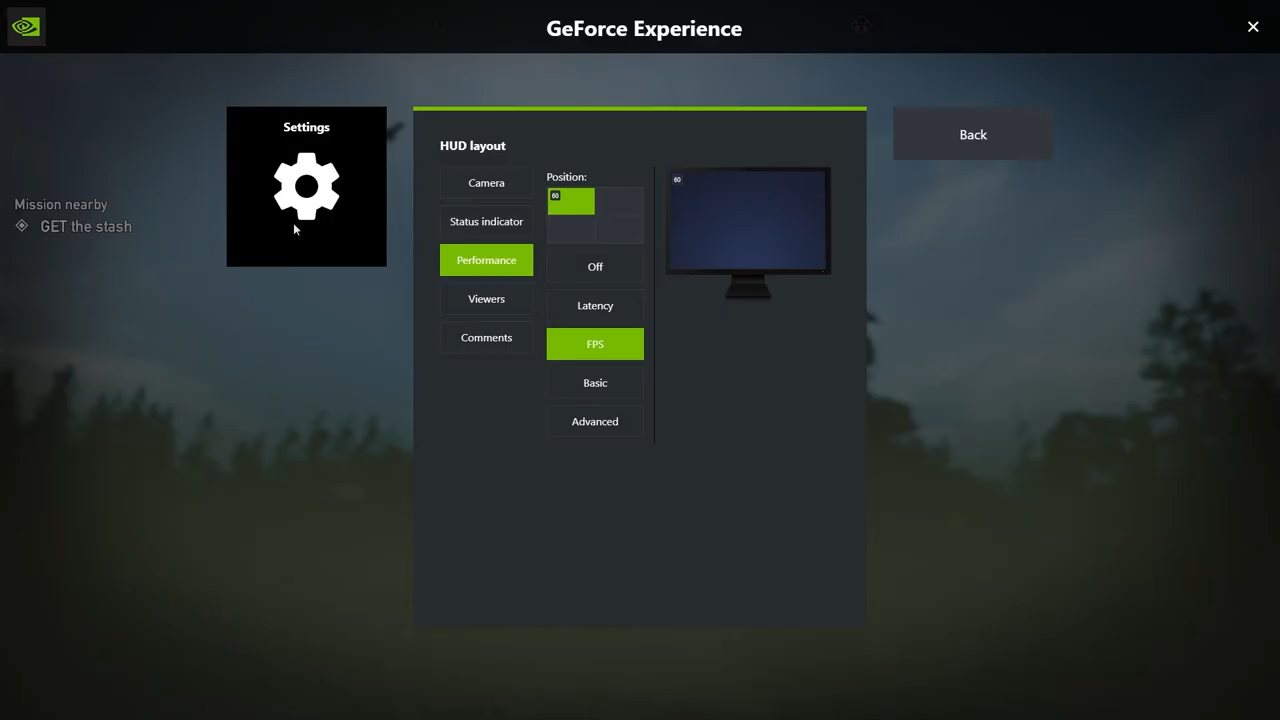 GeForce Experience
Settings
Mission nearby
GET the stash
HUD layout
Camera
Status indicator
Performance
Viewers
Comments
Position:
60
Off
Latency
FPS
Basic
Advanced
60
Back